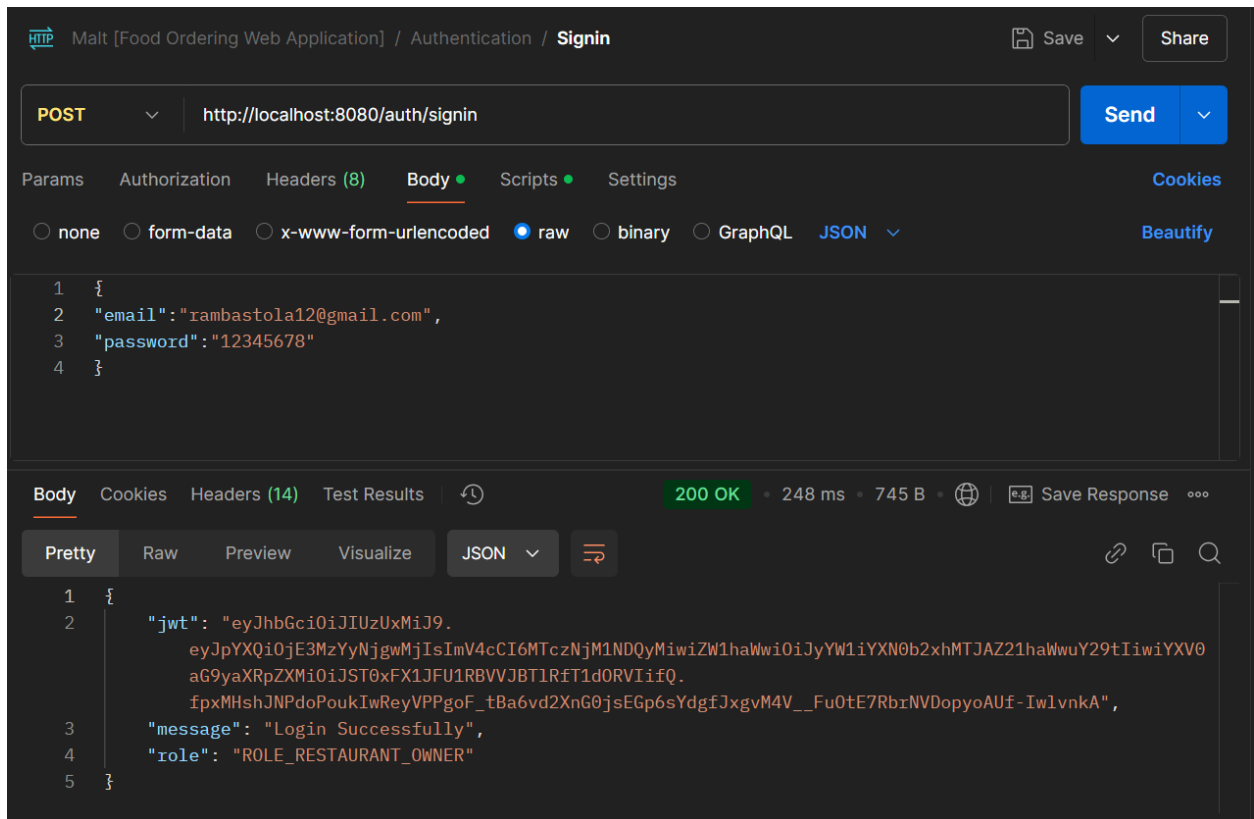 HTTP Malt [Food Ordering Web Application] / Authentication / Signin Save Share
POST http://localhost:8080/auth/signin Send
Params Authorization Headers (8) Body Scripts Settings Cookies
none form-data x-www-form-urlencoded raw binary GraphQL JSON Beautify
1 {
2 "email":"rambastola12@gmail.com",
3 "password":"12345678"
4 }
Body Cookies Headers (14) Test Results 200 OK 248 ms 745 B e.g. Save Response
Pretty Raw Preview Visualize JSON
1 {
2 "jwt": "eyJhbGciOiJIUzUxMiJ9.
eyJpYXQiOjE3MzYyNjgwMjIsImV4cCI6MTczNjM1NDQyMiwiZW1haWwiOiJyYW1iYXN0b2xhMTJAZ21haWwuY29tIiwiYXV0
aG9yaXRpZXMiOiJST0xFX1JFU1RBVVJBTlRfT1dORVIifQ.
fpxMHshJNPdoPoukIwReyVPPgoF_tBa6vd2XnG0jsEGp6sYdgfJxgvM4V__FuOtE7RbrNVDopyoAUf-IwlvnkA",
3 "message": "Login Successfully",
4 "role": "ROLE_RESTAURANT_OWNER"
5 }